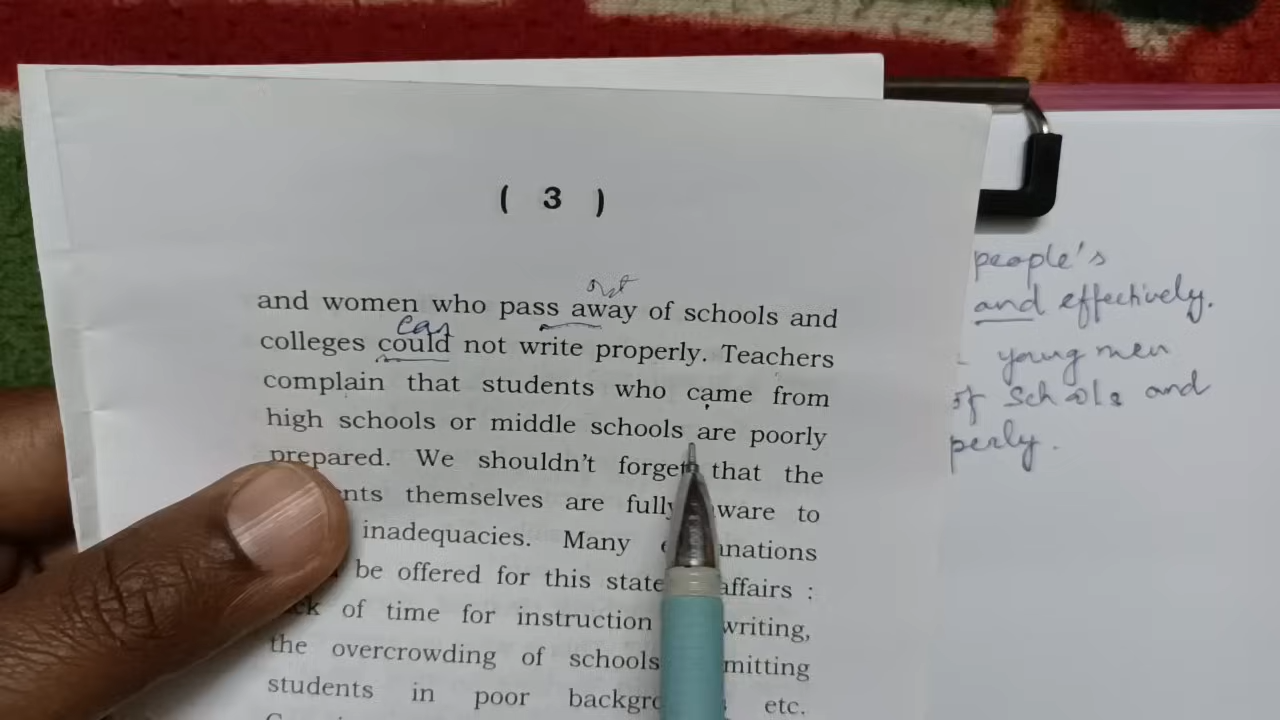 ( 3 )
out
and women who pass away of schools and
can
colleges could not write properly. Teachers
complain that students who came from
high schools or middle schools are poorly
prepared. We shouldn't forget that the
themselves are fully aware to
inadequacies. Many
be offered for this state affairs :
of time for instruction writing,
the overcrowding of schools
students in poor etc.
people's
and effectively.
young men
of schools and